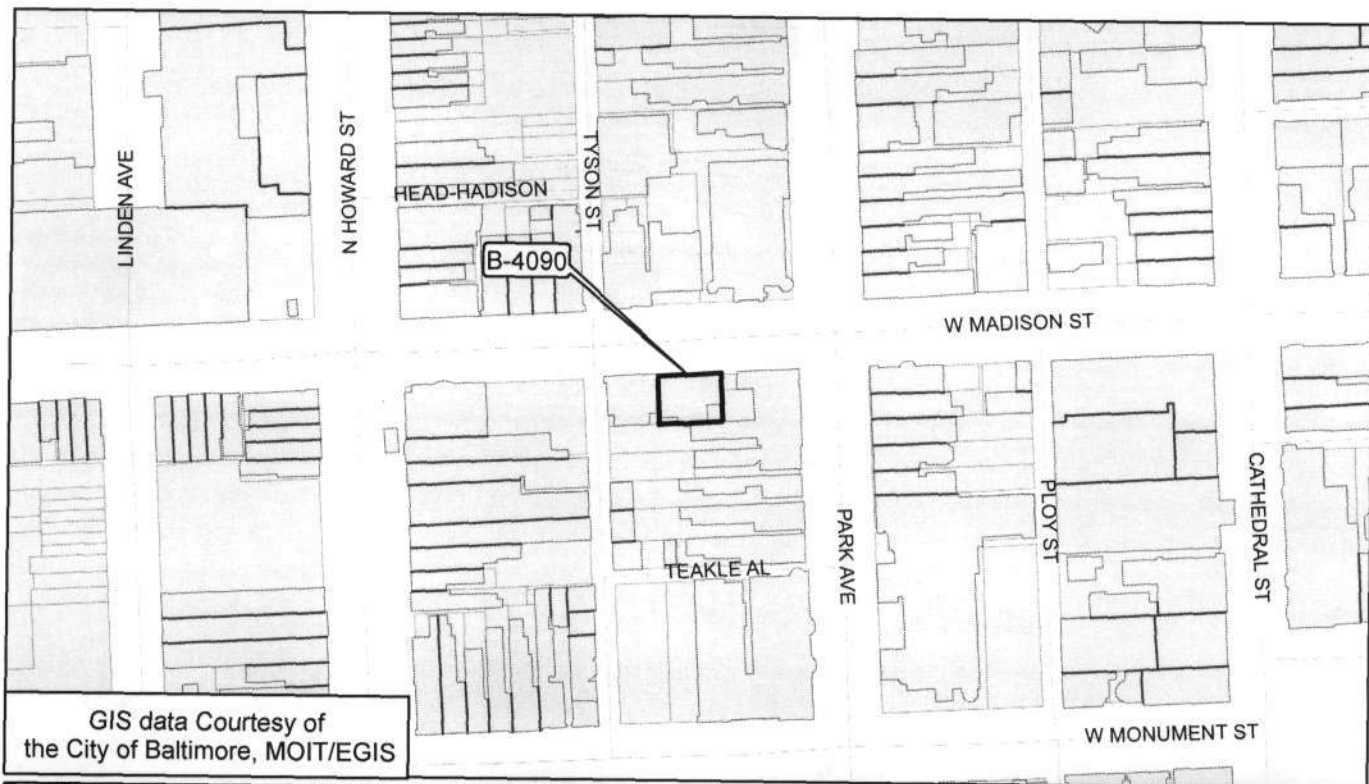 LINDEN AVE
N HOWARD ST
HEAD-HADISON
TYSON ST
B-4090
W MADISON ST
PARK AVE
PLOY ST
CATHEDRAL ST
TEAKLE AL
W MONUMENT ST
GIS data Courtesy of
the City of Baltimore, MOIT/EGIS